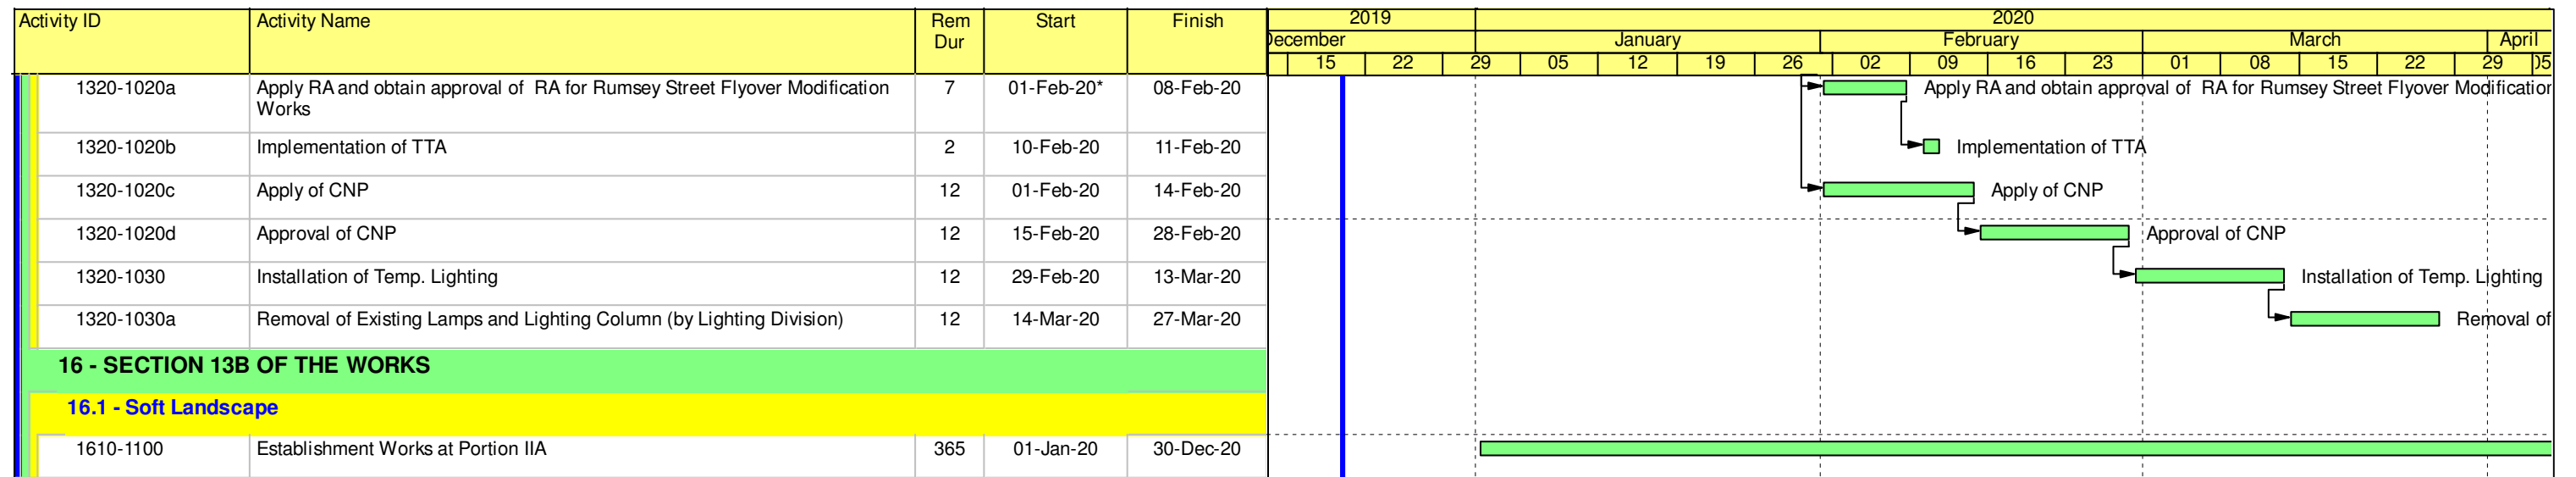 Activity ID Activity Name Rem Dur Start Finish 2019 2020
December January February March April
15 22 29 05 12 19 26 02 09 16 23 01 08 15 22 29 05
1320-1020a Apply RA and obtain approval of RA for Rumsey Street Flyover Modification Works 7 01-Feb-20* 08-Feb-20 Apply RA and obtain approval of RA for Rumsey Street Flyover Modification
1320-1020b Implementation of TTA 2 10-Feb-20 11-Feb-20 Implementation of TTA
1320-1020c Apply of CNP 12 01-Feb-20 14-Feb-20 Apply of CNP
1320-1020d Approval of CNP 12 15-Feb-20 28-Feb-20 Approval of CNP
1320-1030 Installation of Temp. Lighting 12 29-Feb-20 13-Mar-20 Installation of Temp. Lighting
1320-1030a Removal of Existing Lamps and Lighting Column (by Lighting Division) 12 14-Mar-20 27-Mar-20 Removal of
16 - SECTION 13B OF THE WORKS
16.1 - Soft Landscape
1610-1100 Establishment Works at Portion IIA 365 01-Jan-20 30-Dec-20